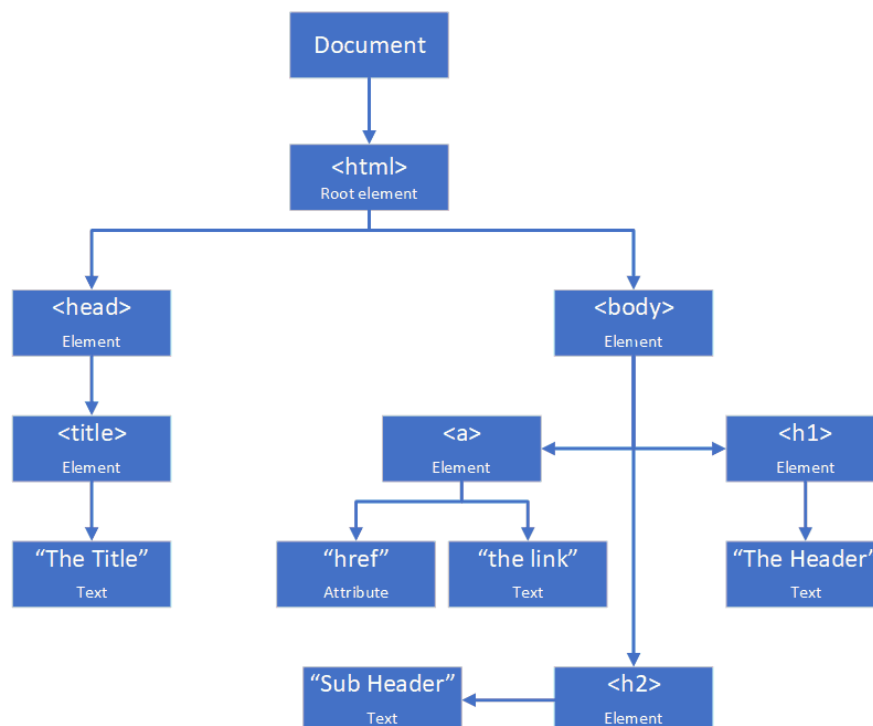 Document
<html>
Root element
<head>
Element
<body>
Element
<title>
Element
<a>
Element
<h1>
Element
“The Title”
Text
“href”
Attribute
“the link”
Text
“The Header”
Text
“Sub Header”
Text
<h2>
Element